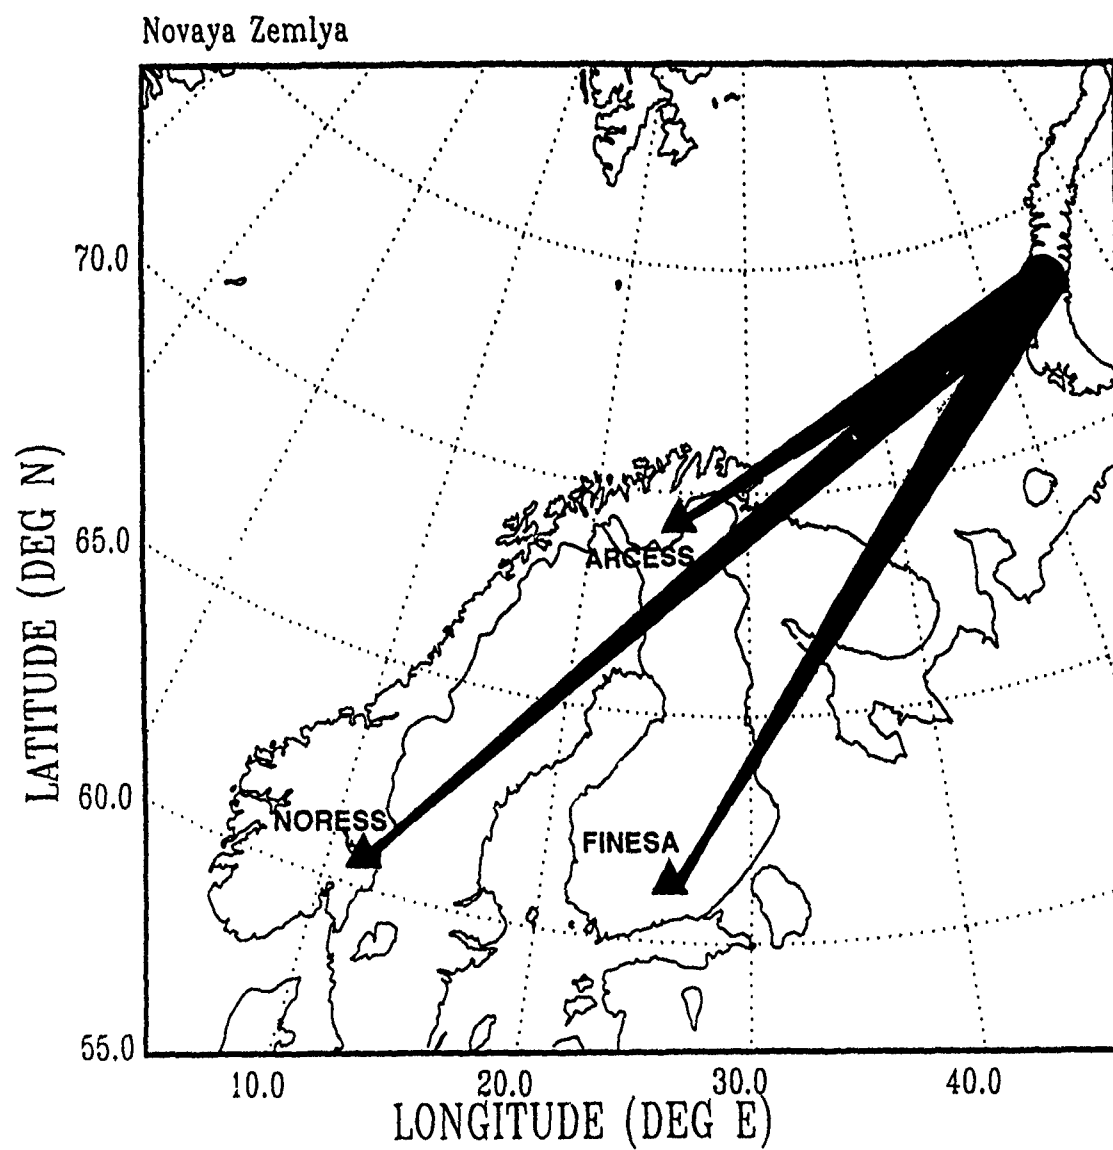 Novaya Zemlya
70.0
65.0
60.0
55.0
LATITUDE (DEG N)
ARCESS
NORESS
FINESA
10.0
20.0
30.0
40.0
LONGITUDE (DEG E)